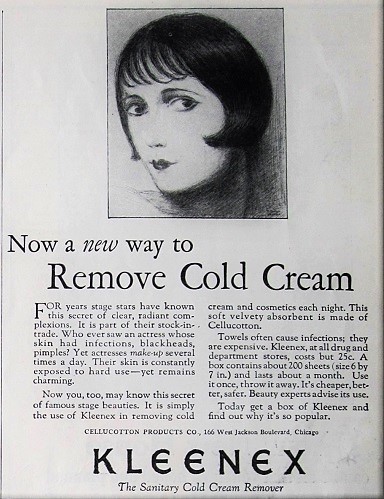 Now a new way to
Remove Cold Cream
FOR years stage stars have known
this secret of clear, radiant com-
plexions. It is part of their stock-in-
trade. Who ever saw an actress whose
skin had infections, blackheads,
pimples? Yet actresses make-up several
times a day. Their skin is constantly
exposed to hard use—yet remains
charming.
Now you, too, may know this secret
of famous stage beauties. It is simply
the use of Kleenex in removing cold
cream and cosmetics each night. This
soft velvety absorbent is made of
Cellucotton.
Towels often cause infections; they
are expensive. Kleenex, at all drug and
department stores, costs but 25c. A
box contains about 200 sheets (size 6 by
7 in.) and lasts about a month. Use
it once, throw it away. It's cheaper, bet-
ter, safer. Beauty experts advise its use.
Today get a box of Kleenex and
find out why it's so popular.
CELLUCOTTON PRODUCTS CO., 166 West Jackson Boulevard, Chicago
KLEENEX
The Sanitary Cold Cream Remover